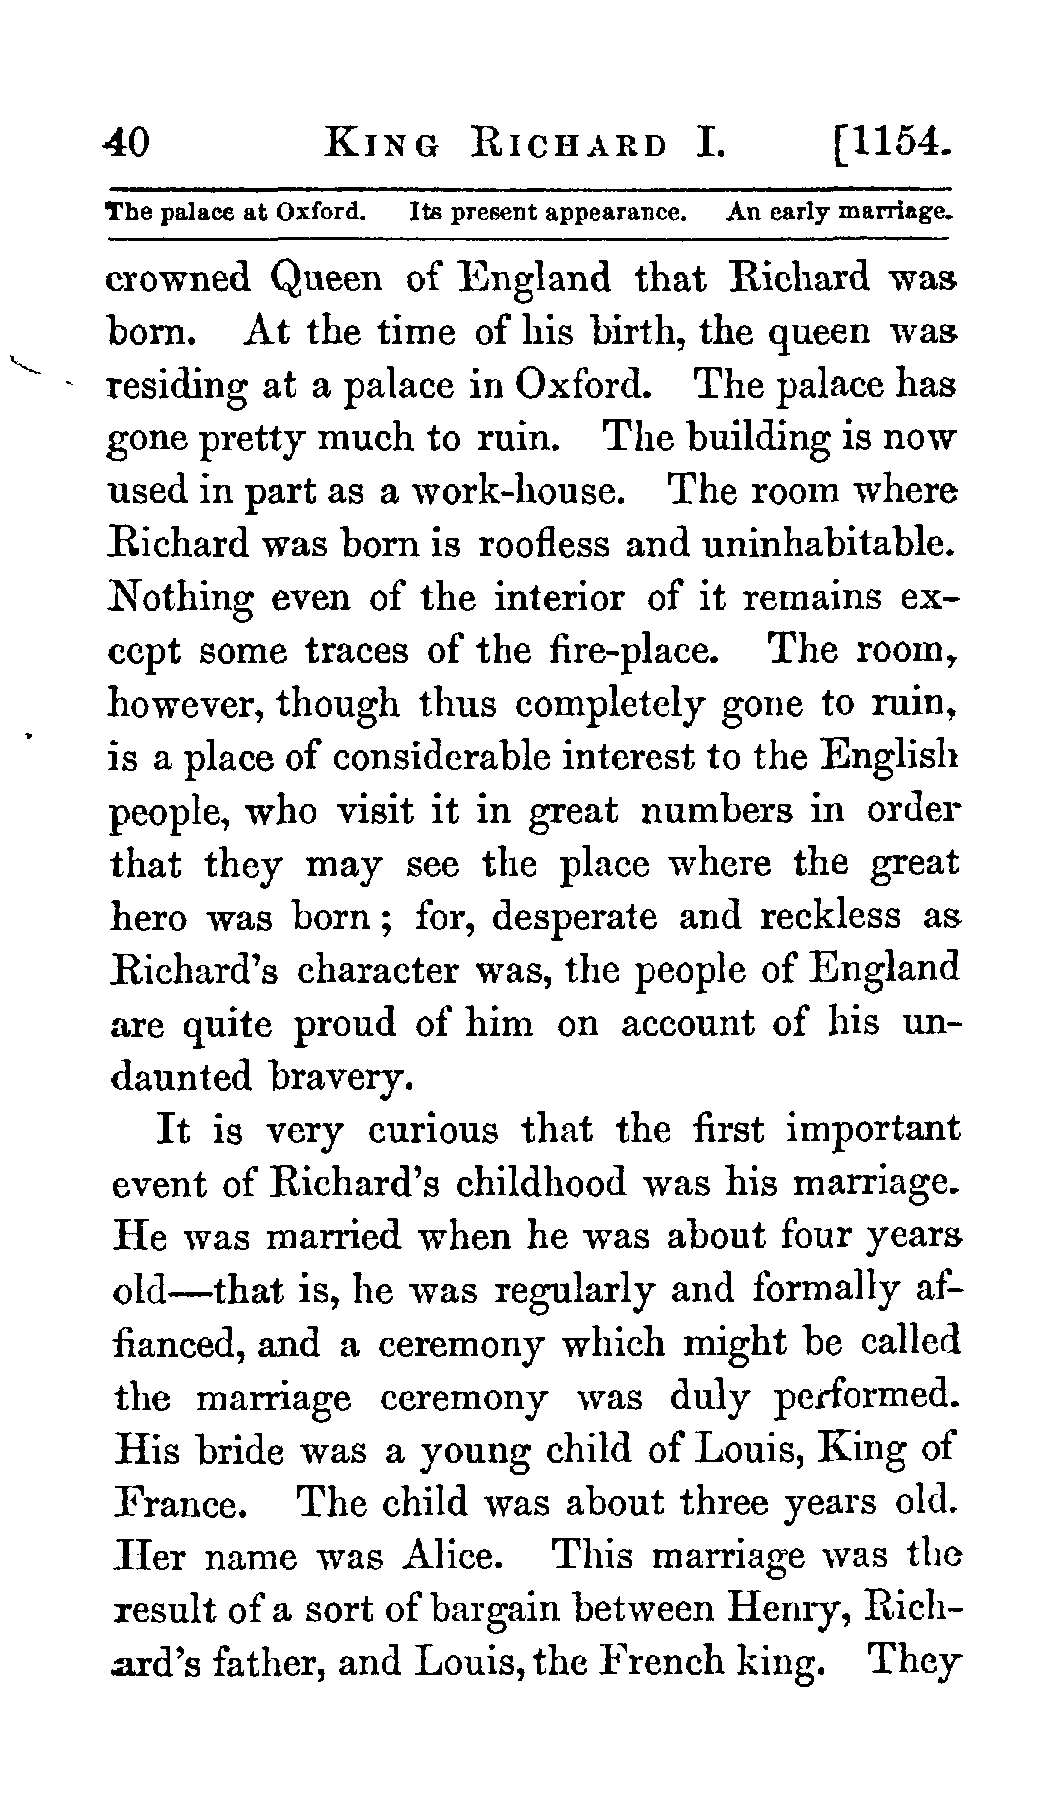 40 KING RICHARD I. [1154.
The palace at Oxford. Its present appearance. An early marriage.
crowned Queen of England that Richard was
born. At the time of his birth, the queen was
residing at a palace in Oxford. The palace has
gone pretty much to ruin. The building is now
used in part as a work-house. The room where
Richard was born is roofless and uninhabitable.
Nothing even of the interior of it remains ex-
cept some traces of the fire-place. The room,
however, though thus completely gone to ruin,
is a place of considerable interest to the English
people, who visit it in great numbers in order
that they may see the place where the great
hero was born; for, desperate and reckless as
Richard's character was, the people of England
are quite proud of him on account of his un-
daunted bravery.
It is very curious that the first important
event of Richard's childhood was his marriage.
He was married when he was about four years
old—that is, he was regularly and formally af-
fianced, and a ceremony which might be called
the marriage ceremony was duly performed.
His bride was a young child of Louis, King of
France. The child was about three years old.
Her name was Alice. This marriage was the
result of a sort of bargain between Henry, Rich-
ard's father, and Louis, the French king. They